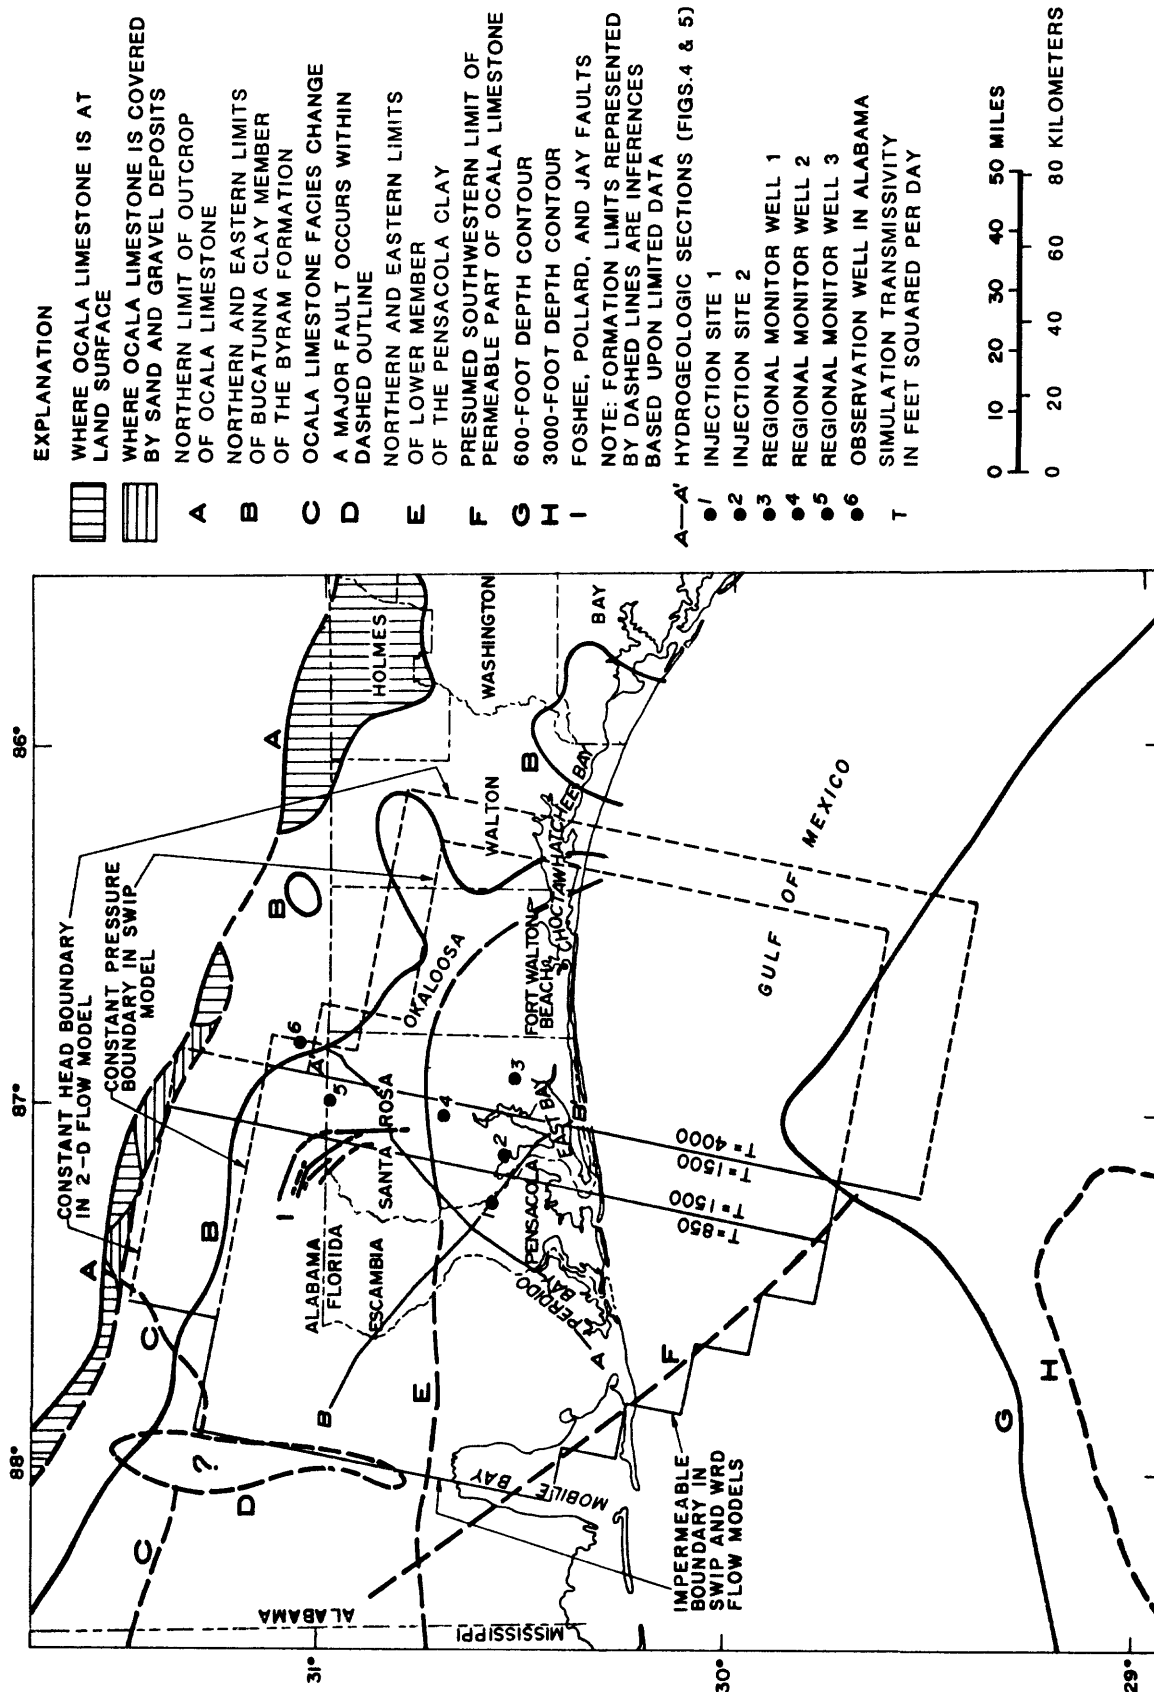 EXPLANATION
WHERE OCALA LIMESTONE IS AT
LAND SURFACE
WHERE OCALA LIMESTONE IS COVERED
BY SAND AND GRAVEL DEPOSITS
A NORTHERN LIMIT OF OUTCROP
OF OCALA LIMESTONE
B NORTHERN AND EASTERN LIMITS
OF BUCATUNNA CLAY MEMBER
OF THE BYRAM FORMATION
C OCALA LIMESTONE FACIES CHANGE
D A MAJOR FAULT OCCURS WITHIN
DASHED OUTLINE
E NORTHERN AND EASTERN LIMITS
OF LOWER MEMBER
OF THE PENSACOLA CLAY
F PRESUMED SOUTHWESTERN LIMIT OF
PERMEABLE PART OF OCALA LIMESTONE
G 600-FOOT DEPTH CONTOUR
H 3000-FOOT DEPTH CONTOUR
I FOSHEE, POLLARD, AND JAY FAULTS
NOTE: FORMATION LIMITS REPRESENTED
BY DASHED LINES ARE INFERENCES
BASED UPON LIMITED DATA
A—A' HYDROGEOLOGIC SECTIONS (FIGS.4 & 5)
●1 INJECTION SITE 1
●2 INJECTION SITE 2
●3 REGIONAL MONITOR WELL 1
●4 REGIONAL MONITOR WELL 2
●5 REGIONAL MONITOR WELL 3
●6 OBSERVATION WELL IN ALABAMA
T SIMULATION TRANSMISSIVITY
IN FEET SQUARED PER DAY
0 10 20 30 40 50 MILES
0 20 40 60 80 KILOMETERS
88° 87° 86°
31°
30°
29°
CONSTANT HEAD BOUNDARY
IN 2-D FLOW MODEL
CONSTANT PRESSURE
BOUNDARY IN SWIP
MODEL
A
A
B
B
B
C
C
D
?
E
F
G
H
I
A
A'
B
B'
1
2
3
4
5
6
MISSISSIPPI
ALABAMA
ALABAMA
FLORIDA
ESCAMBIA
SANTA ROSA
OKALOOSA
WALTON
HOLMES
WASHINGTON
BAY
MOBILE
BAY
PERDIDO
BAY
PENSACOLA
EAST BAY
FORT WALTON
BEACH
CHOCTAWHATCHEE BAY
GULF OF MEXICO
T=850
T=1500
T=1500
T=4000
IMPERMEABLE
BOUNDARY IN
SWIP AND WRD
FLOW MODELS